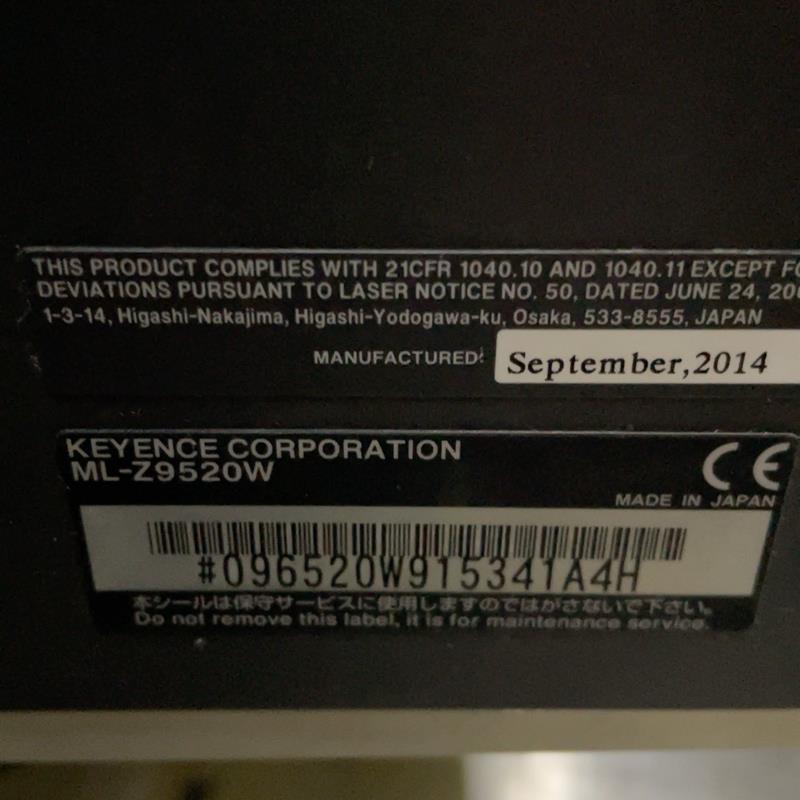 THIS PRODUCT COMPLIES WITH 21CFR 1040.10 AND 1040.11 EXCEPT
DEVIATIONS PURSUANT TO LASER NOTICE NO. 50, DATED JUNE 24,
1-3-14, Higashi-Nakajima, Higashi-Yodogawa-ku, Osaka, 533-8555, JAPAN
MANUFACTURED: September,2014
KEYENCE CORPORATION
ML-Z9520W
CE
MADE IN JAPAN
#096520W915341A4H
本シールは保守サービスに使用しますのではがさないで下さい。
Do not remove this label, it is for maintenance service.